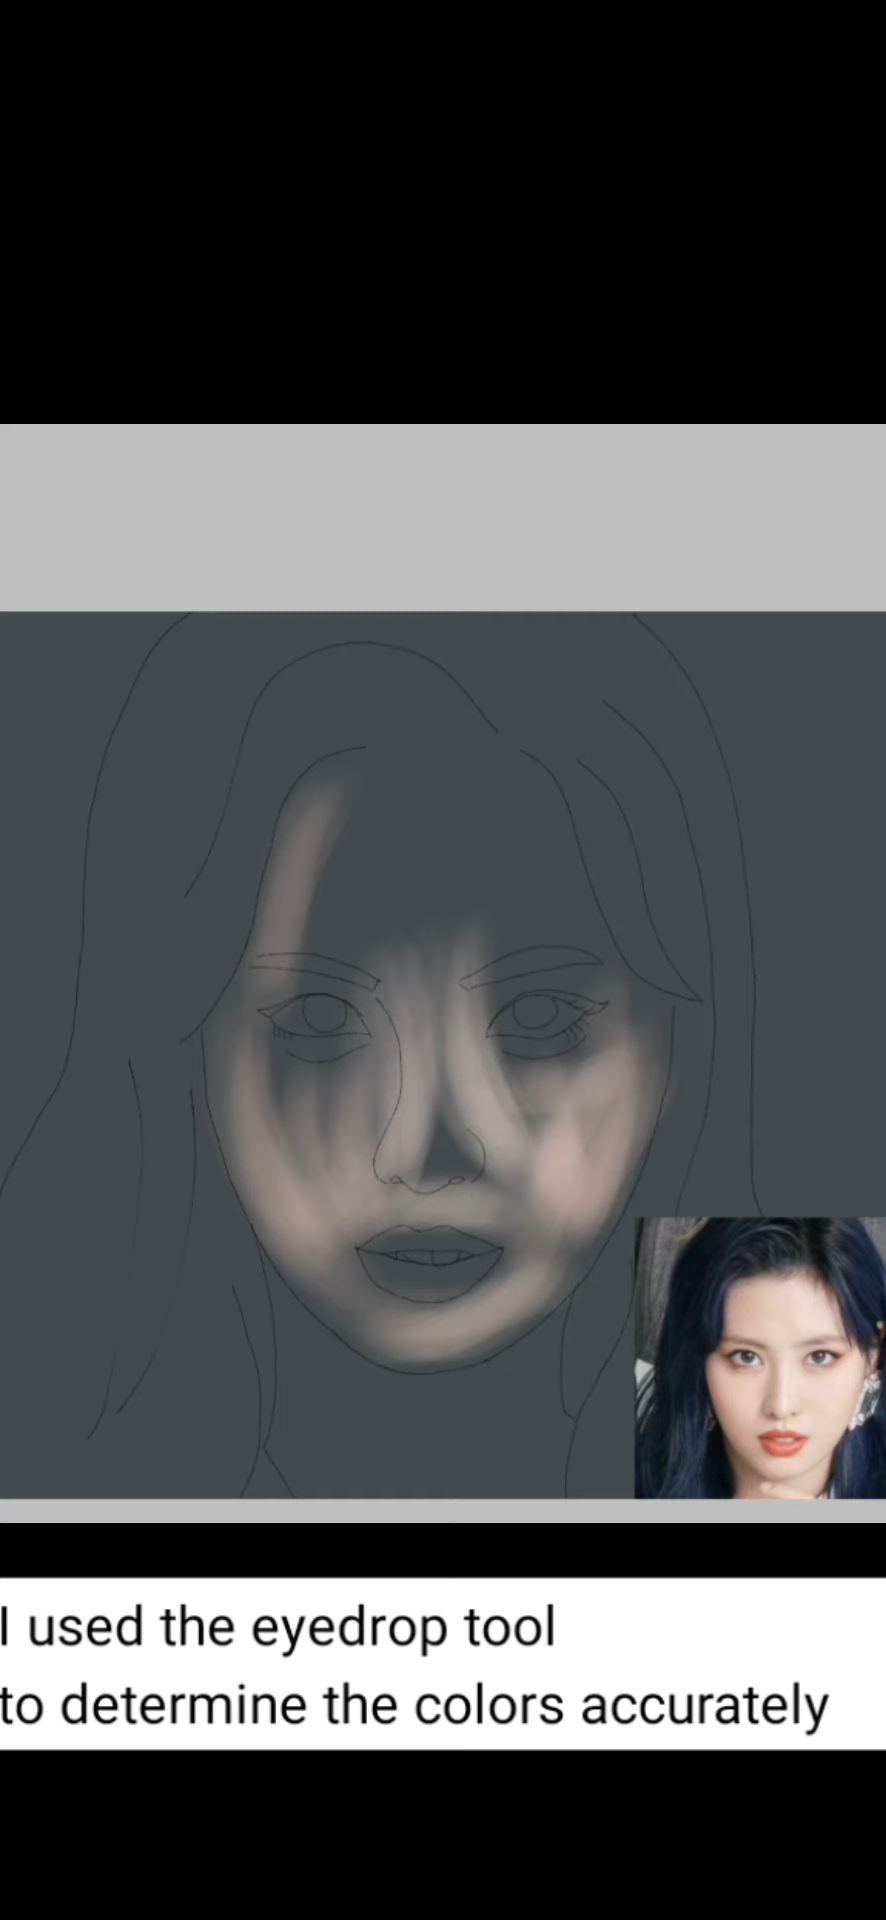 I used the eyedrop tool
to determine the colors accurately